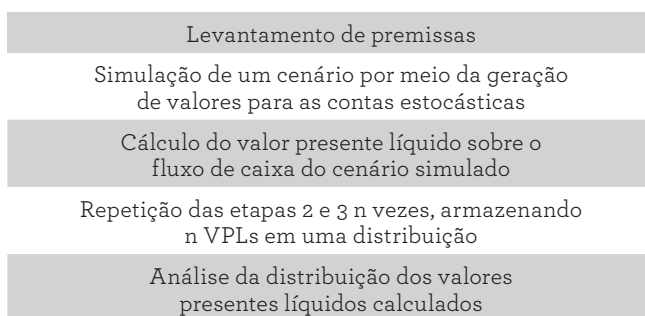 Levantamento de premissas
Simulação de um cenário por meio da geração
de valores para as contas estocásticas
Cálculo do valor presente líquido sobre o
fluxo de caixa do cenário simulado
Repetição das etapas 2 e 3 n vezes, armazenando
n VPLs em uma distribuição
Análise da distribuição dos valores
presentes líquidos calculados